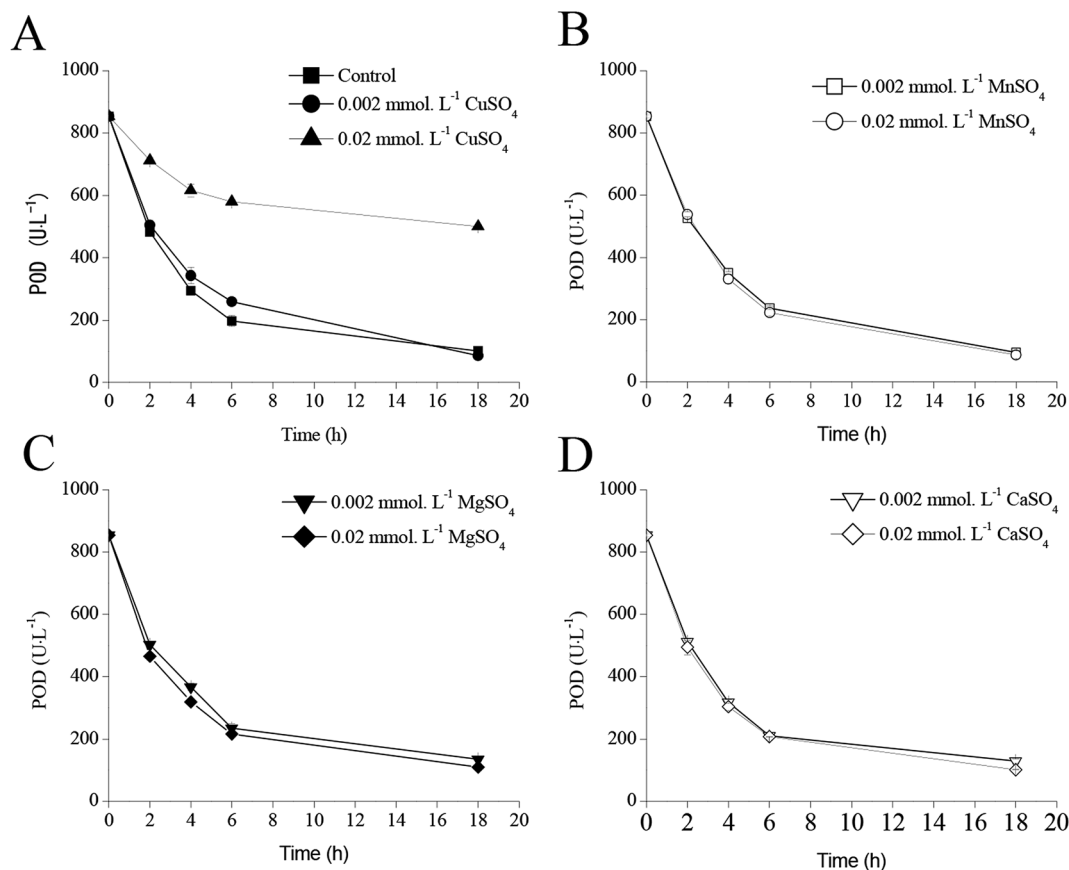 A
Control
0.002 mmol. L⁻¹ CuSO₄
0.02 mmol. L⁻¹ CuSO₄
1000
800
600
400
200
0
POD (U·L⁻¹)
0 2 4 6 8 10 12 14 16 18 20
Time (h)
B
0.002 mmol. L⁻¹ MnSO₄
0.02 mmol. L⁻¹ MnSO₄
1000
800
600
400
200
0
POD (U·L⁻¹)
0 2 4 6 8 10 12 14 16 18 20
Time (h)
C
0.002 mmol. L⁻¹ MgSO₄
0.02 mmol. L⁻¹ MgSO₄
1000
800
600
400
200
0
POD (U·L⁻¹)
0 2 4 6 8 10 12 14 16 18 20
Time (h)
D
0.002 mmol. L⁻¹ CaSO₄
0.02 mmol. L⁻¹ CaSO₄
1000
800
600
400
200
0
POD (U·L⁻¹)
0 2 4 6 8 10 12 14 16 18 20
Time (h)